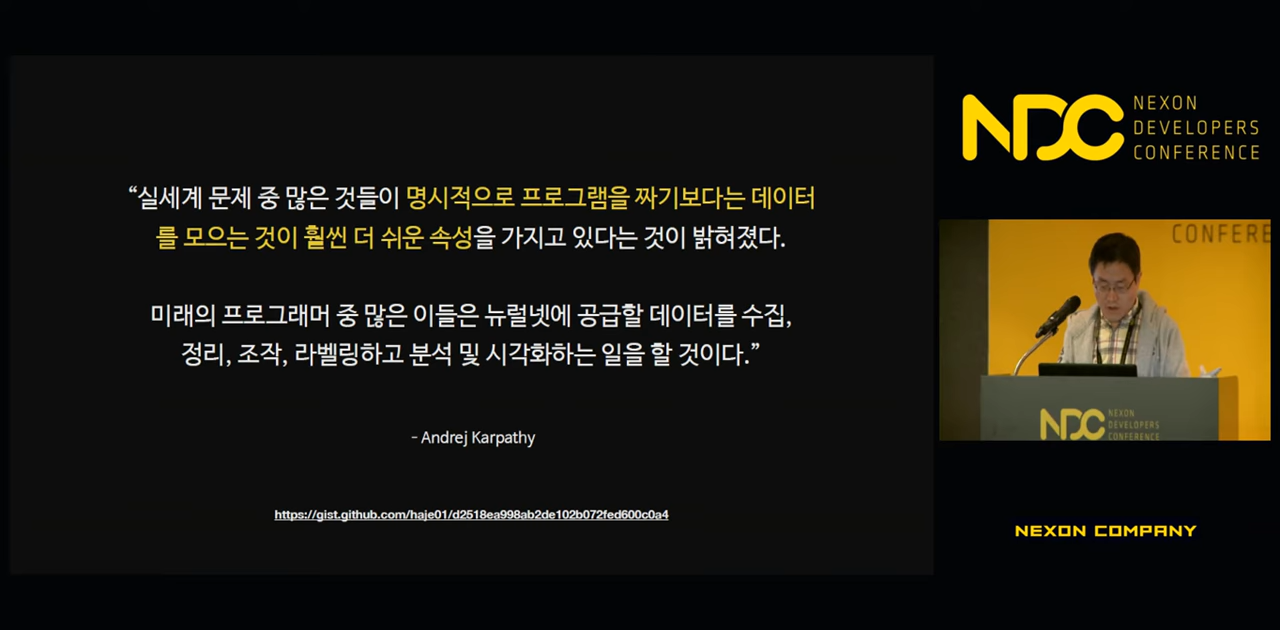 “실세계 문제 중 많은 것들이 명시적으로 프로그램을 짜기보다는 데이터
를 모으는 것이 훨씬 더 쉬운 속성을 가지고 있다는 것이 밝혀졌다.
미래의 프로그래머 중 많은 이들은 뉴럴넷에 공급할 데이터를 수집,
정리, 조작, 라벨링하고 분석 및 시각화하는 일을 할 것이다.”
- Andrej Karpathy
https://gist.github.com/haje01/d2518ea998ab2de102b072fed600c0a4
NDC
NEXON
DEVELOPERS
CONFERENCE
CONFERE
NDC
NEXON
DEVELOPERS
CONFERENCE
NEXON COMPANY